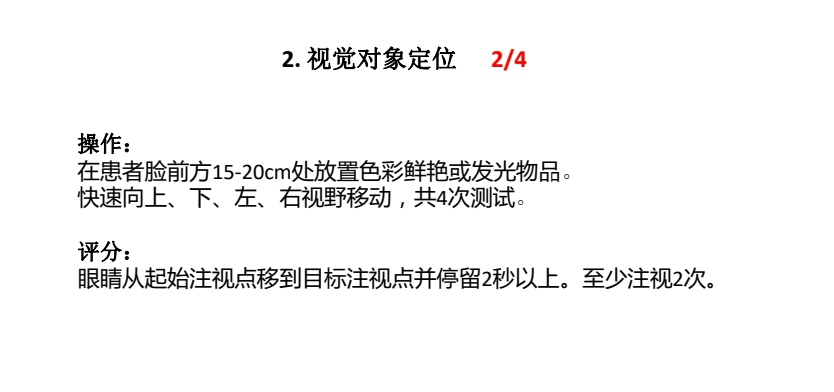 2. 视觉对象定位 2/4
操作：
在患者脸前方15-20cm处放置色彩鲜艳或发光物品。
快速向上、下、左、右视野移动，共4次测试。
评分：
眼睛从起始注视点移到目标注视点并停留2秒以上。至少注视2次。